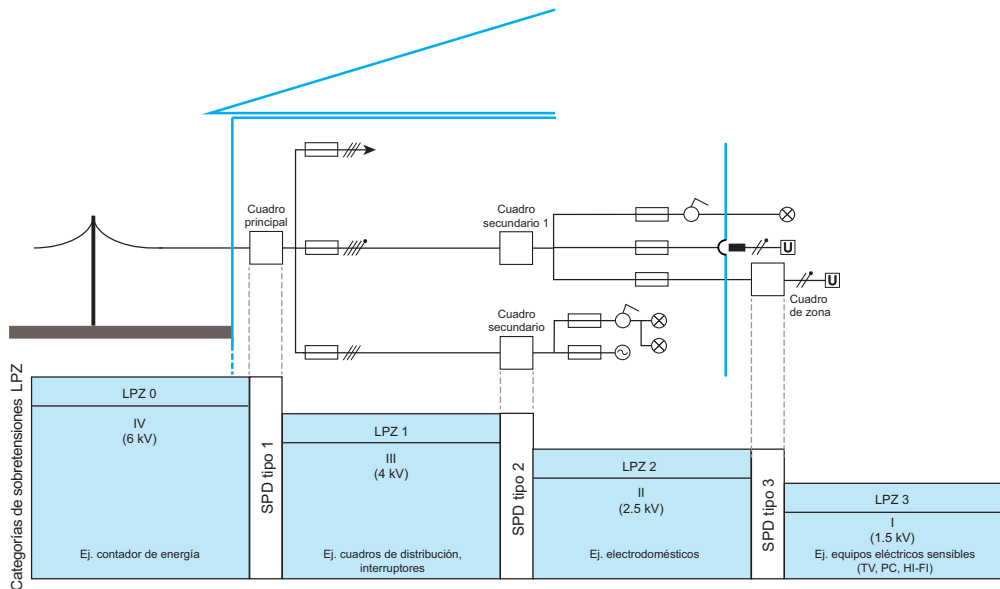 Cuadro
principal
Cuadro
secundario 1
U
U
Cuadro
de zona
Cuadro
secundario
Categorías de sobretensiones LPZ
LPZ 0
IV
(6 kV)
Ej. contador de energía
SPD tipo 1
LPZ 1
III
(4 kV)
Ej. cuadros de distribución,
interruptores
SPD tipo 2
LPZ 2
II
(2.5 kV)
Ej. electrodomésticos
SPD tipo 3
LPZ 3
I
(1.5 kV)
Ej. equipos eléctricos sensibles
(TV, PC, HI-FI)